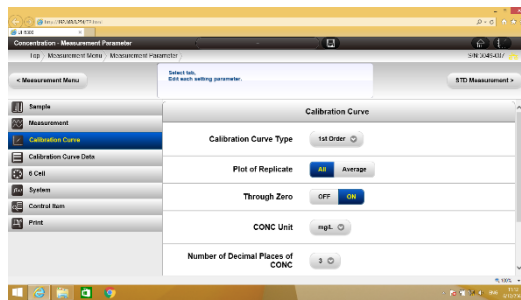 Concentration - Measurement Parameter
Top / Measurement Menu / Measurement Parameter /
< Measurement Menu
Select tab.
Edit each setting parameter.
STD Measurement >
Sample
Measurement
Calibration Curve
Calibration Curve Data
6 Cell
System
Control Item
Print
Calibration Curve
Calibration Curve Type
1st Order
Plot of Replicate
All
Average
Through Zero
OFF
ON
CONC Unit
mg/L
Number of Decimal Places of CONC
3
100%